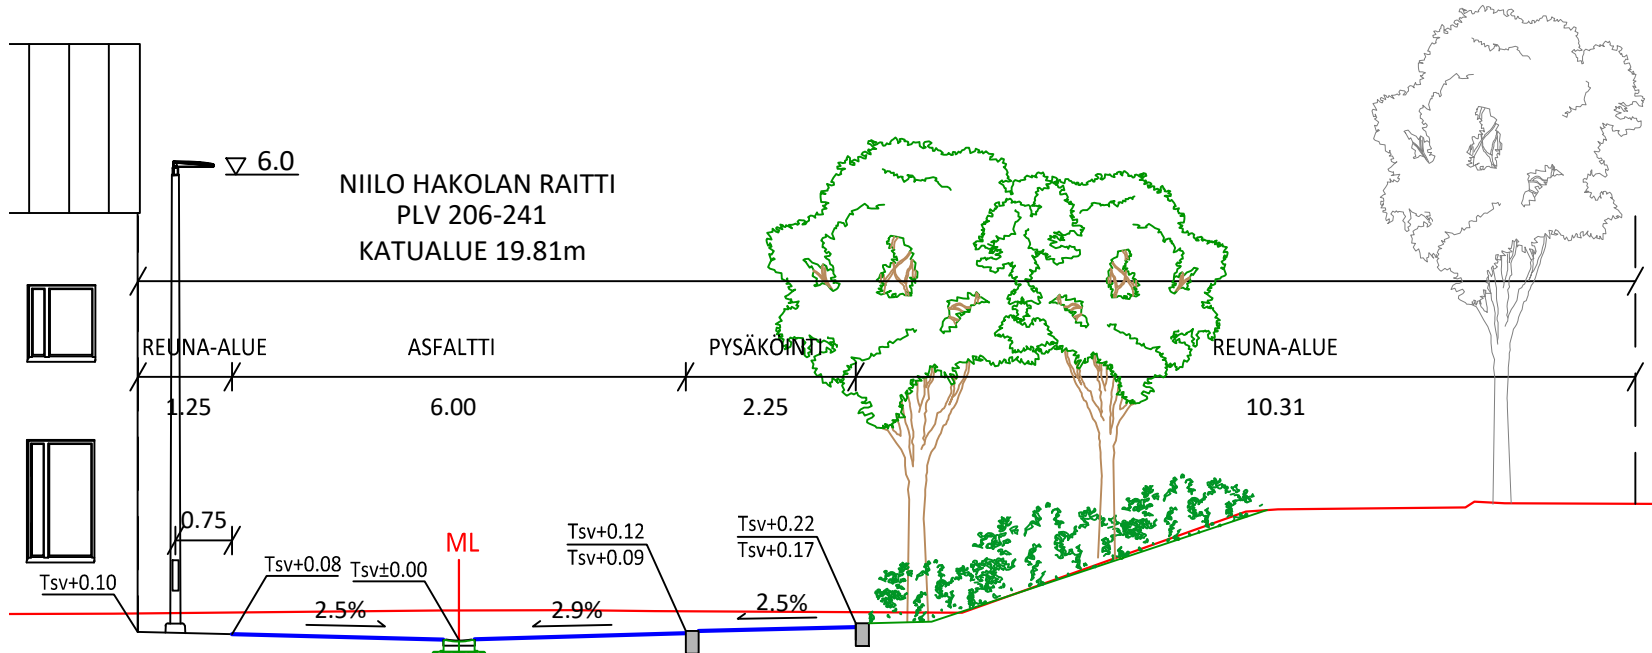 6.0
NIILO HAKOLAN RAITTI
PLV 206-241
KATUALUE 19.81m
REUNA-ALUE
ASFALTTI
PYSÄKÖINTI
REUNA-ALUE
1.25
6.00
2.25
10.31
0.75
ML
Tsv+0.12
Tsv+0.09
Tsv+0.22
Tsv+0.17
Tsv+0.10
Tsv+0.08
Tsv±0.00
2.5%
2.9%
2.5%